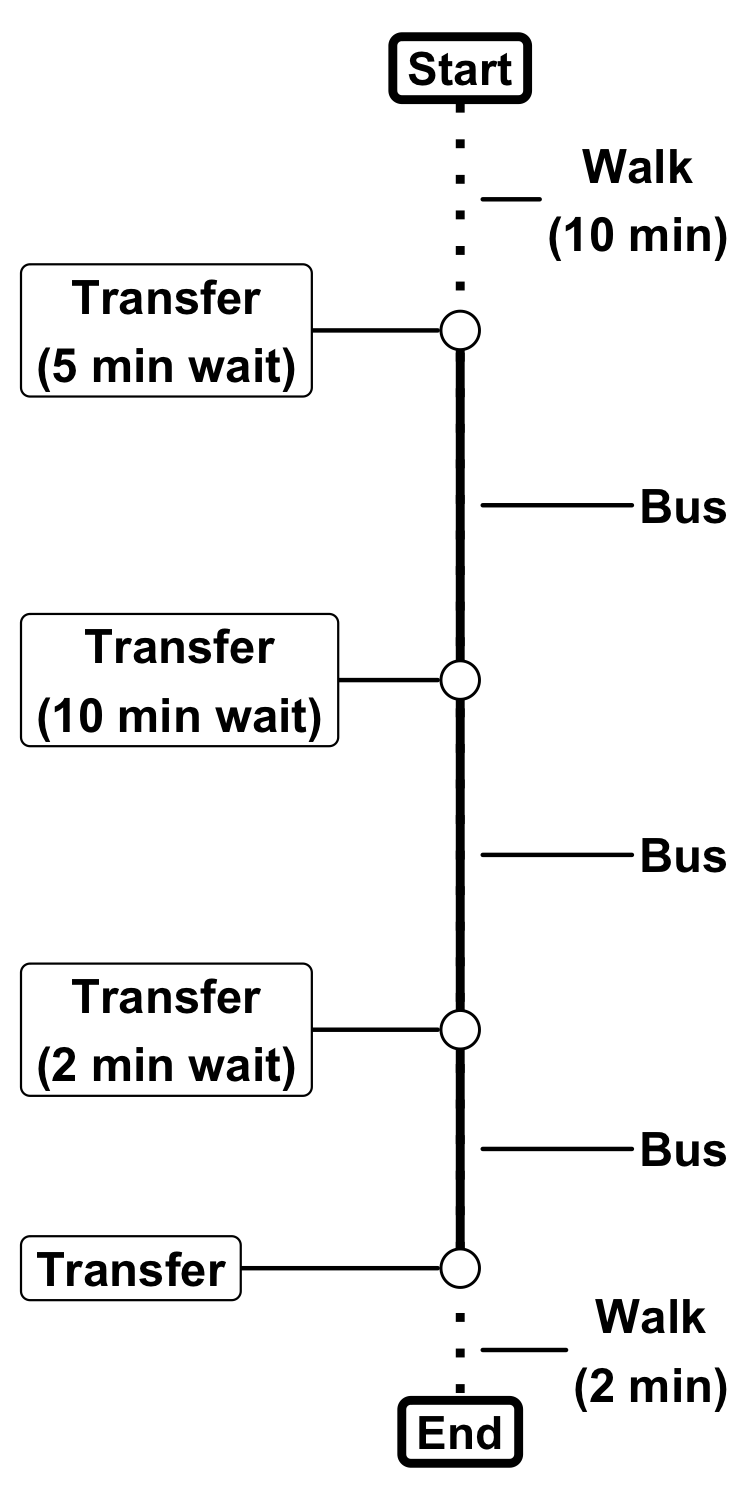 Start
Walk
(10 min)
Transfer
(5 min wait)
Bus
Transfer
(10 min wait)
Bus
Transfer
(2 min wait)
Bus
Transfer
Walk
(2 min)
End